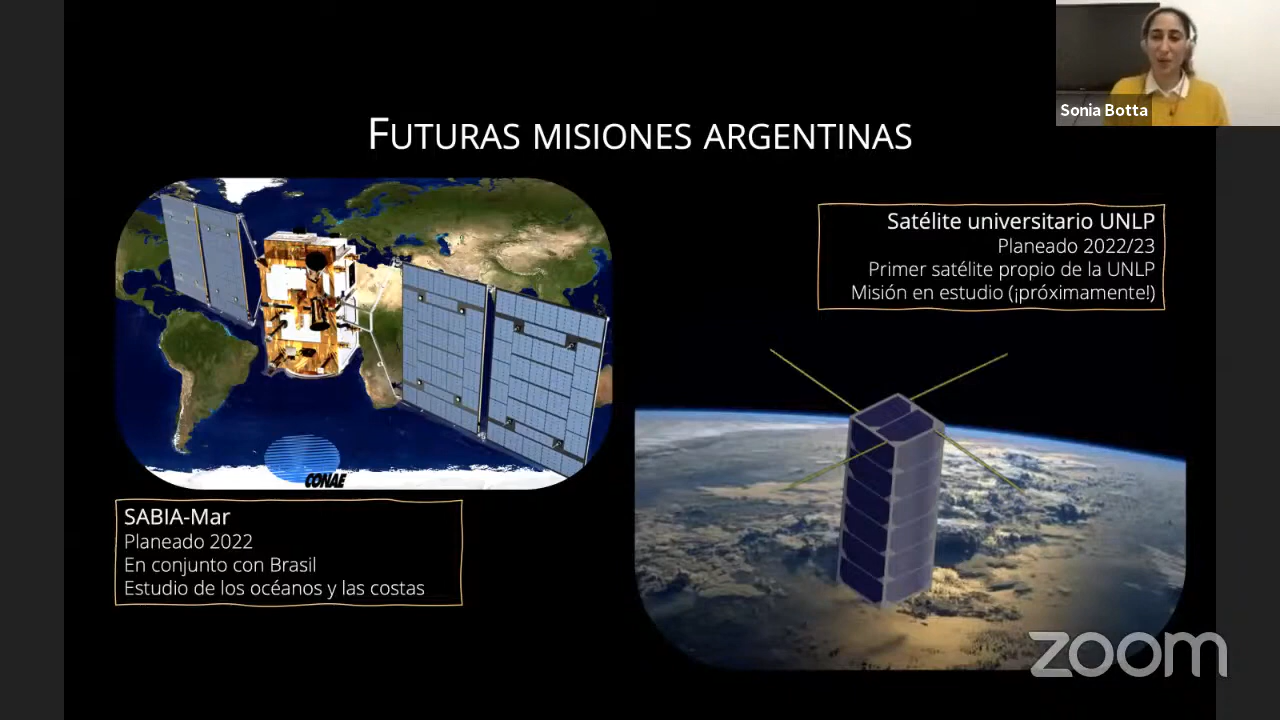 Sonia Botta
FUTURAS MISIONES ARGENTINAS
Satélite universitario UNLP
Planeado 2022/23
Primer satélite propio de la UNLP
Misión en estudio (¡próximamente!)
CONAE
SABIA-Mar
Planeado 2022
En conjunto con Brasil
Estudio de los océanos y las costas
zoom